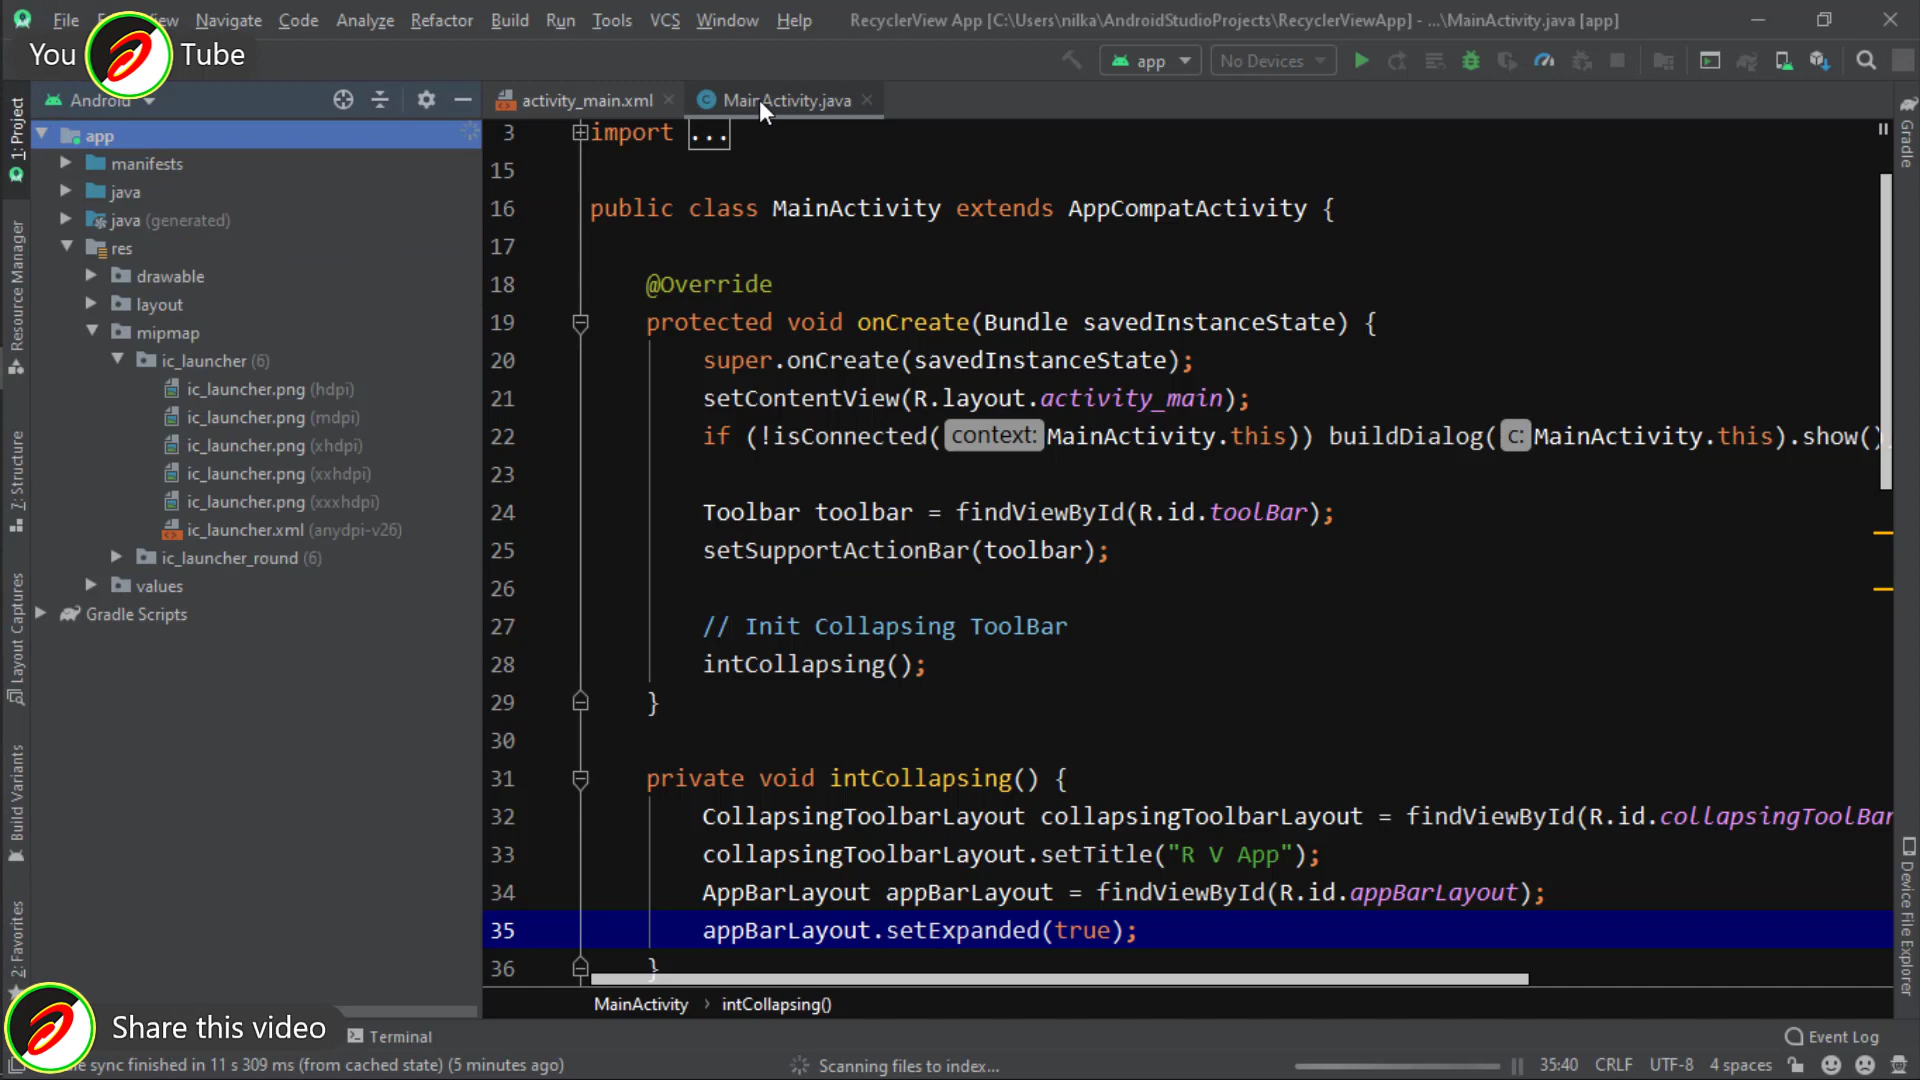 File
View
Navigate
Code
Analyze
Refactor
Build
Run
Tools
VCS
Window
Help
RecyclerView App [C:\Users\nilka\AndroidStudioProjects\RecyclerViewApp] - ...\MainActivity.java [app]
You Tube
app
No Devices
1: Project
Resource Manager
7: Structure
Layout Captures
Build Variants
2: Favorites
Android
app
manifests
java
java (generated)
res
drawable
layout
mipmap
ic_launcher (6)
ic_launcher.png (hdpi)
ic_launcher.png (mdpi)
ic_launcher.png (xhdpi)
ic_launcher.png (xxhdpi)
ic_launcher.png (xxxhdpi)
ic_launcher.xml (anydpi-v26)
ic_launcher_round (6)
values
Gradle Scripts
activity_main.xml
MainActivity.java
3 import ...
15
16 public class MainActivity extends AppCompatActivity {
17
18 @Override
19 protected void onCreate(Bundle savedInstanceState) {
20 super.onCreate(savedInstanceState);
21 setContentView(R.layout.activity_main);
22 if (!isConnected( context: MainActivity.this)) buildDialog( c: MainActivity.this).show()
23
24 Toolbar toolbar = findViewById(R.id.toolBar);
25 setSupportActionBar(toolbar);
26
27 // Init Collapsing ToolBar
28 intCollapsing();
29 }
30
31 private void intCollapsing() {
32 CollapsingToolbarLayout collapsingToolbarLayout = findViewById(R.id.collapsingToolBar
33 collapsingToolbarLayout.setTitle("R V App");
34 AppBarLayout appBarLayout = findViewById(R.id.appBarLayout);
35 appBarLayout.setExpanded(true);
36 }
MainActivity › intCollapsing()
Gradle
Device File Explorer
Share this video
Terminal
Event Log
sync finished in 11 s 309 ms (from cached state) (5 minutes ago)
Scanning files to index...
35:40 CRLF UTF-8 4 spaces